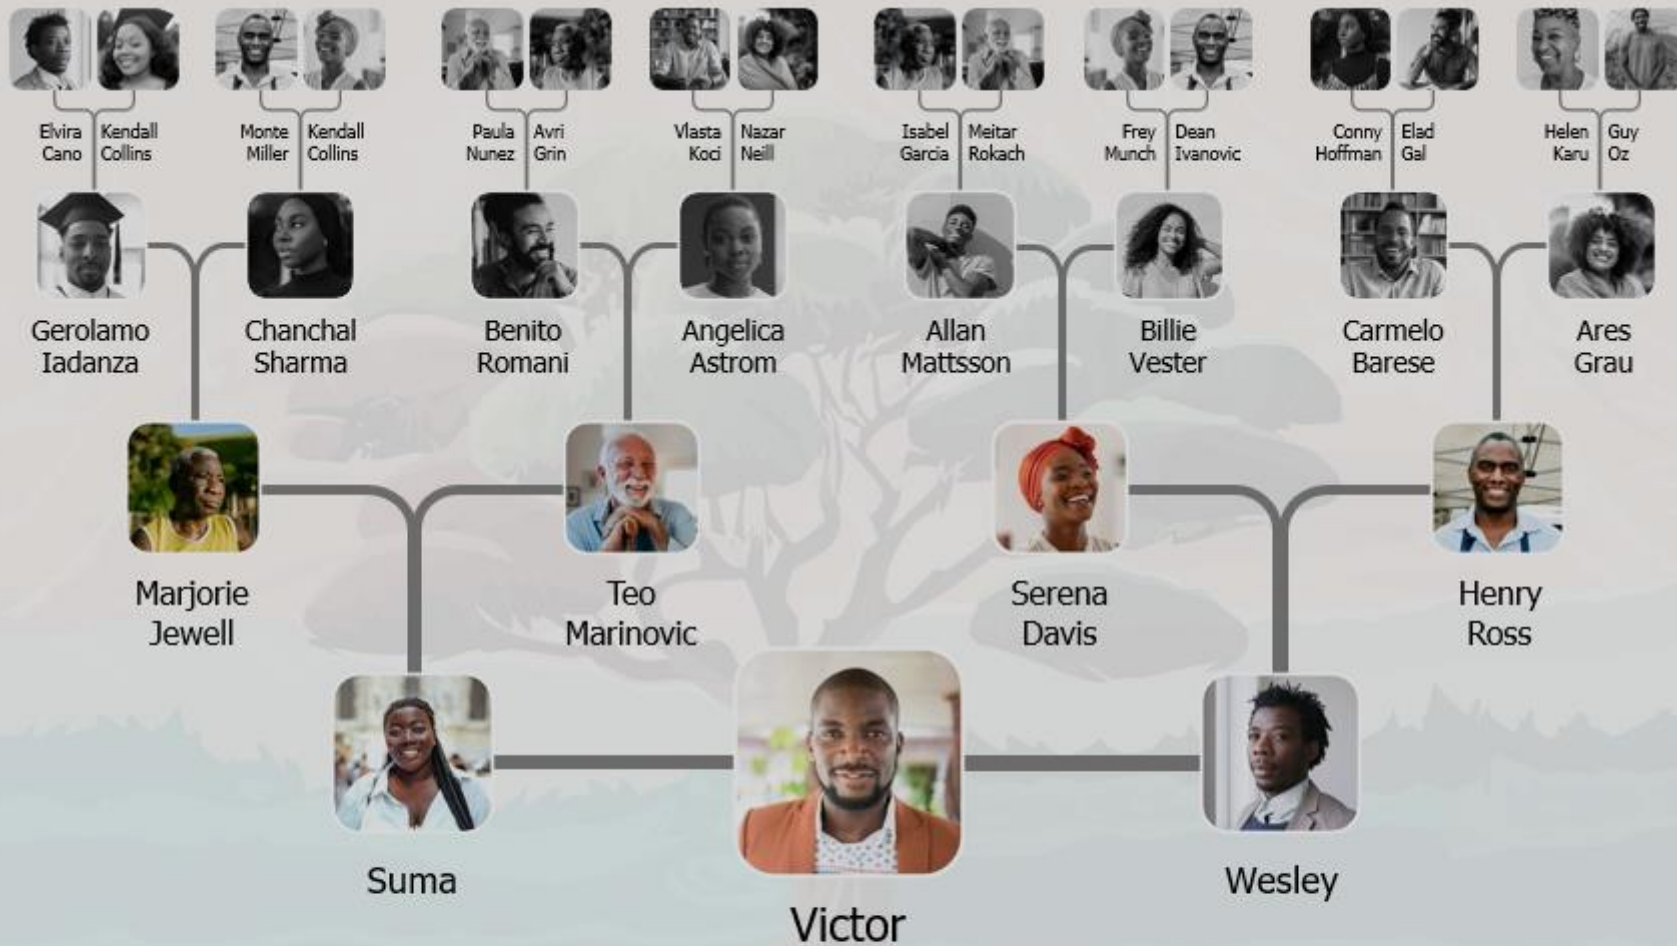 Elvira Kendall
Cano Collins
Monte Kendall
Miller Collins
Paula Avri
Nunez Grin
Vlasta Nazar
Koci Neill
Isabel Meitar
Garcia Rokach
Frey Dean
Munch Ivanovic
Conny Elad
Hoffman Gal
Helen Guy
Karu Oz
Gerolamo
Iadanza
Chanchal
Sharma
Benito
Romani
Angelica
Astrom
Allan
Mattsson
Billie
Vester
Carmelo
Barese
Ares
Grau
Marjorie
Jewell
Teo
Marinovic
Serena
Davis
Henry
Ross
Suma
Victor
Wesley